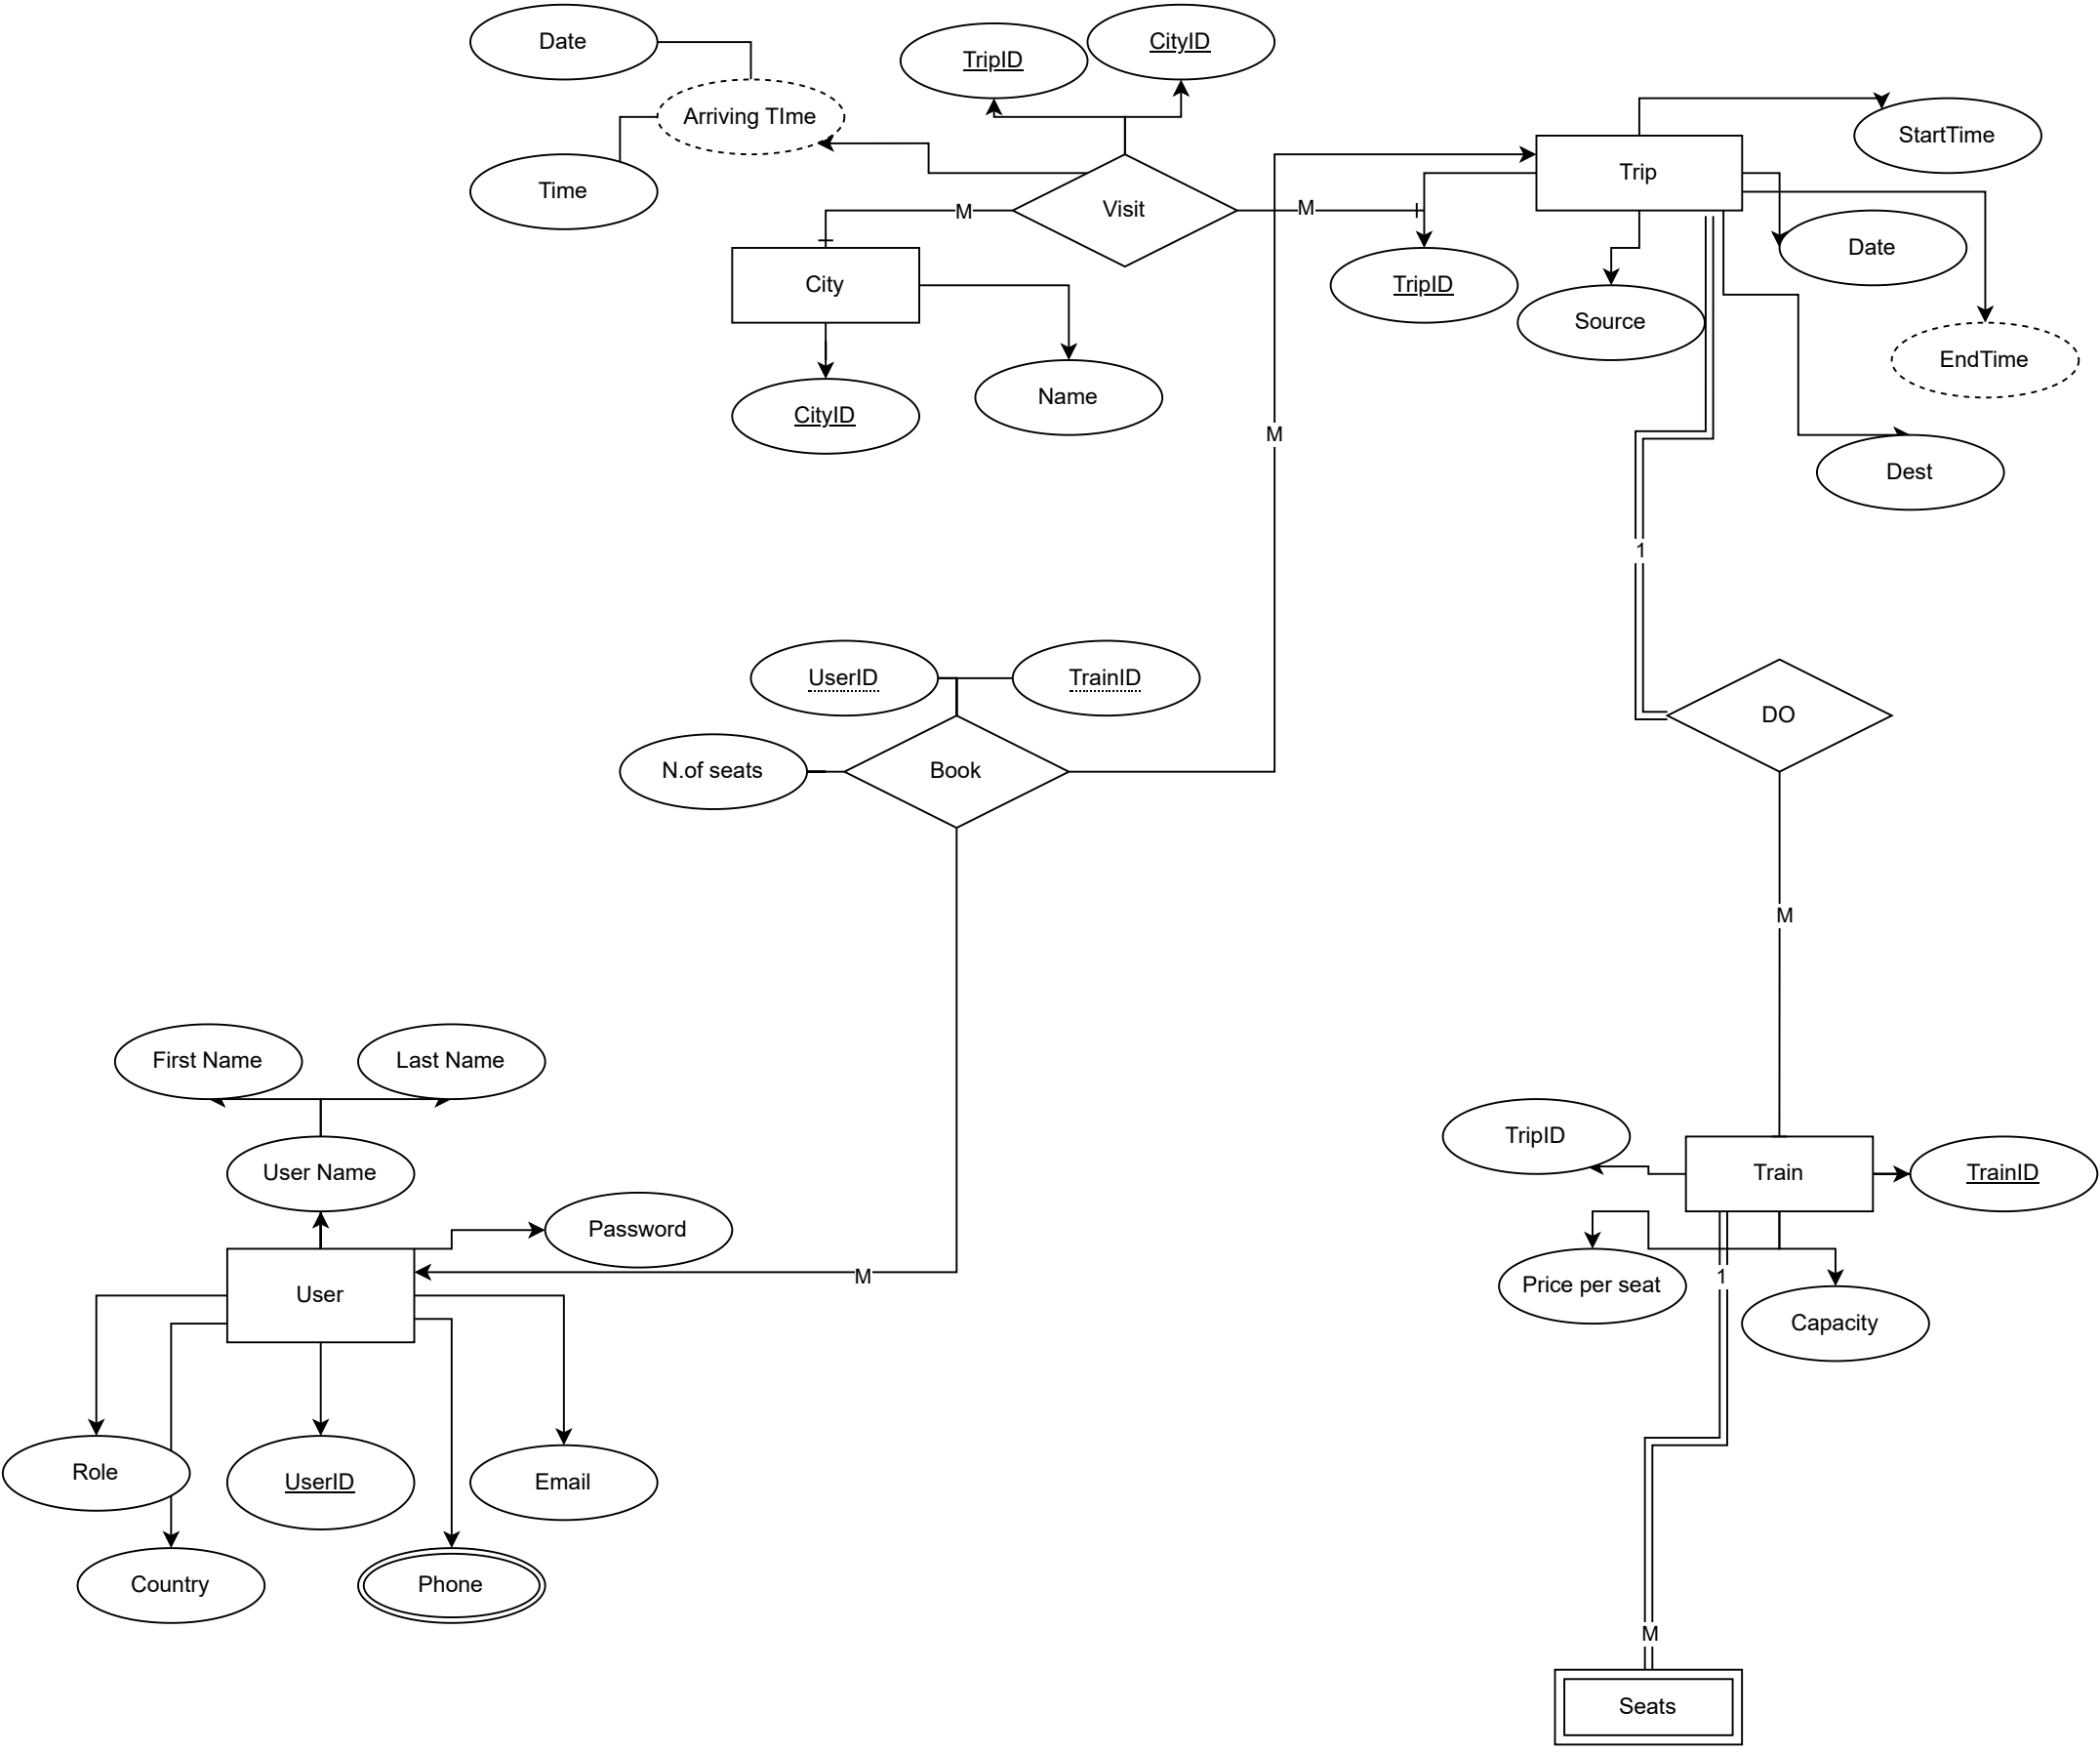 Date
TripID
CityID
Arriving TIme
StartTime
Trip
Time
Visit
M
M
Date
City
TripID
Source
EndTime
Name
CityID
M
Dest
1
UserID
TrainID
DO
N.of seats
Book
M
First Name
Last Name
TripID
User Name
Train
TrainID
Password
M
1
Price per seat
User
Capacity
Role
UserID
Email
Country
Phone
M
Seats